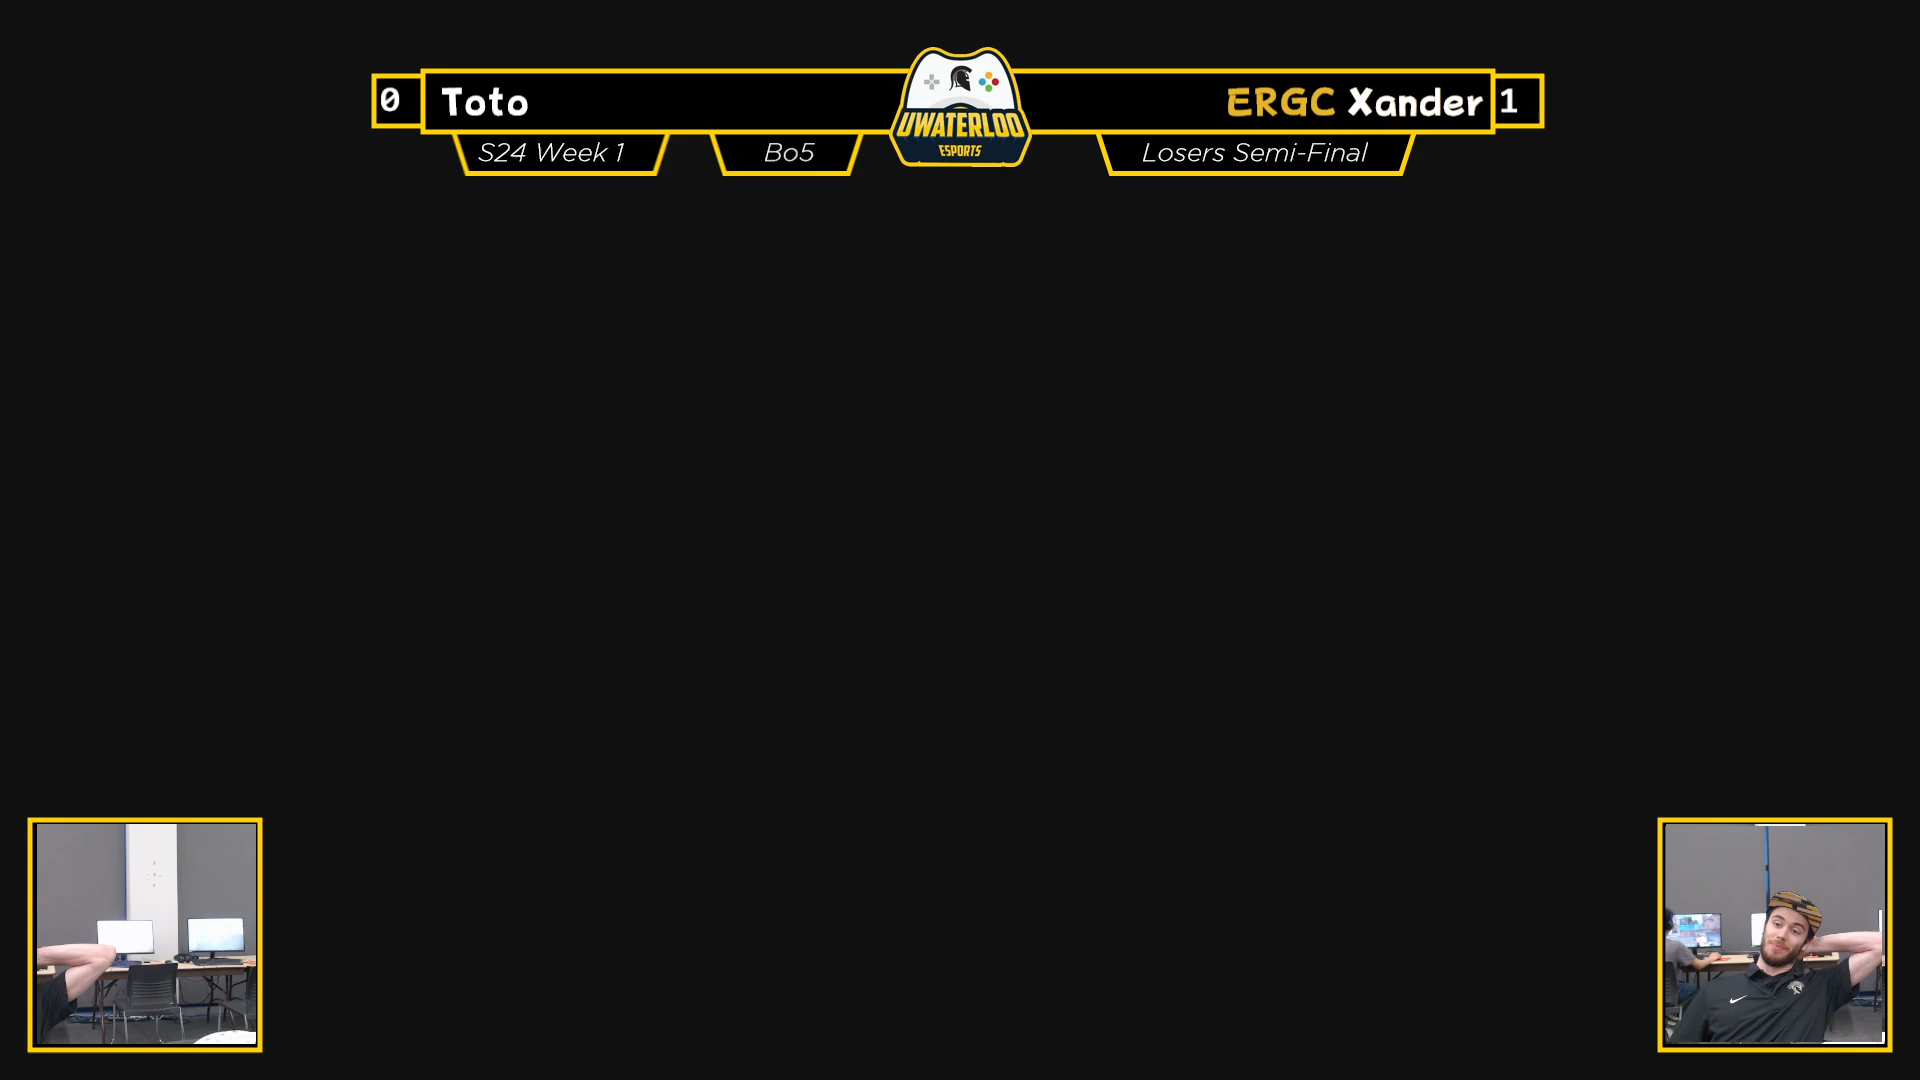 0 Toto ERGC Xander 1
S24 Week 1 Bo5 Losers Semi-Final
UWATERLOO
ESPORTS